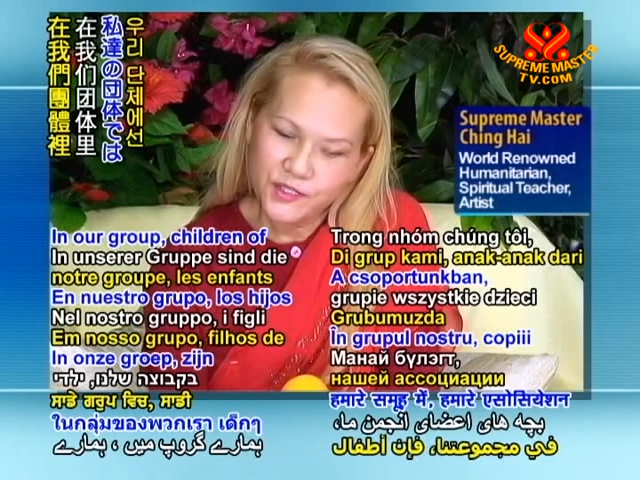 우리 단체에선
私達の団体では
在我们团体里
在我們團體裡
SUPREME MASTER
TV.COM
Supreme Master
Ching Hai
World Renowned
Humanitarian,
Spiritual Teacher,
Artist
In our group, children of
In unserer Gruppe sind die
notre groupe, les enfants
En nuestro grupo, los hijos
Nel nostro gruppo, i figli
Em nosso grupo, filhos de
In onze groep, zijn
בקבוצה שלנו, ילדי
ਸਾਡੇ ਗਰੁਪ ਵਿਚ, ਸਾਡੀ
ในกลุ่มของพวกเรา เด็กๆ
ہمارے گروپ میں ، ہمارے
Trong nhóm chúng tôi,
Di grup kami, anak-anak dari
A csoportunkban,
grupie wszystkie dzieci
Grubumuzda
În grupul nostru, copiii
Манай бүлэгт,
нашей ассоциации
हमारे समूह में, हमारे एसोसियेशन
بچه های اعضای انجمن ما،
في مجموعتنا، فإن أطفال